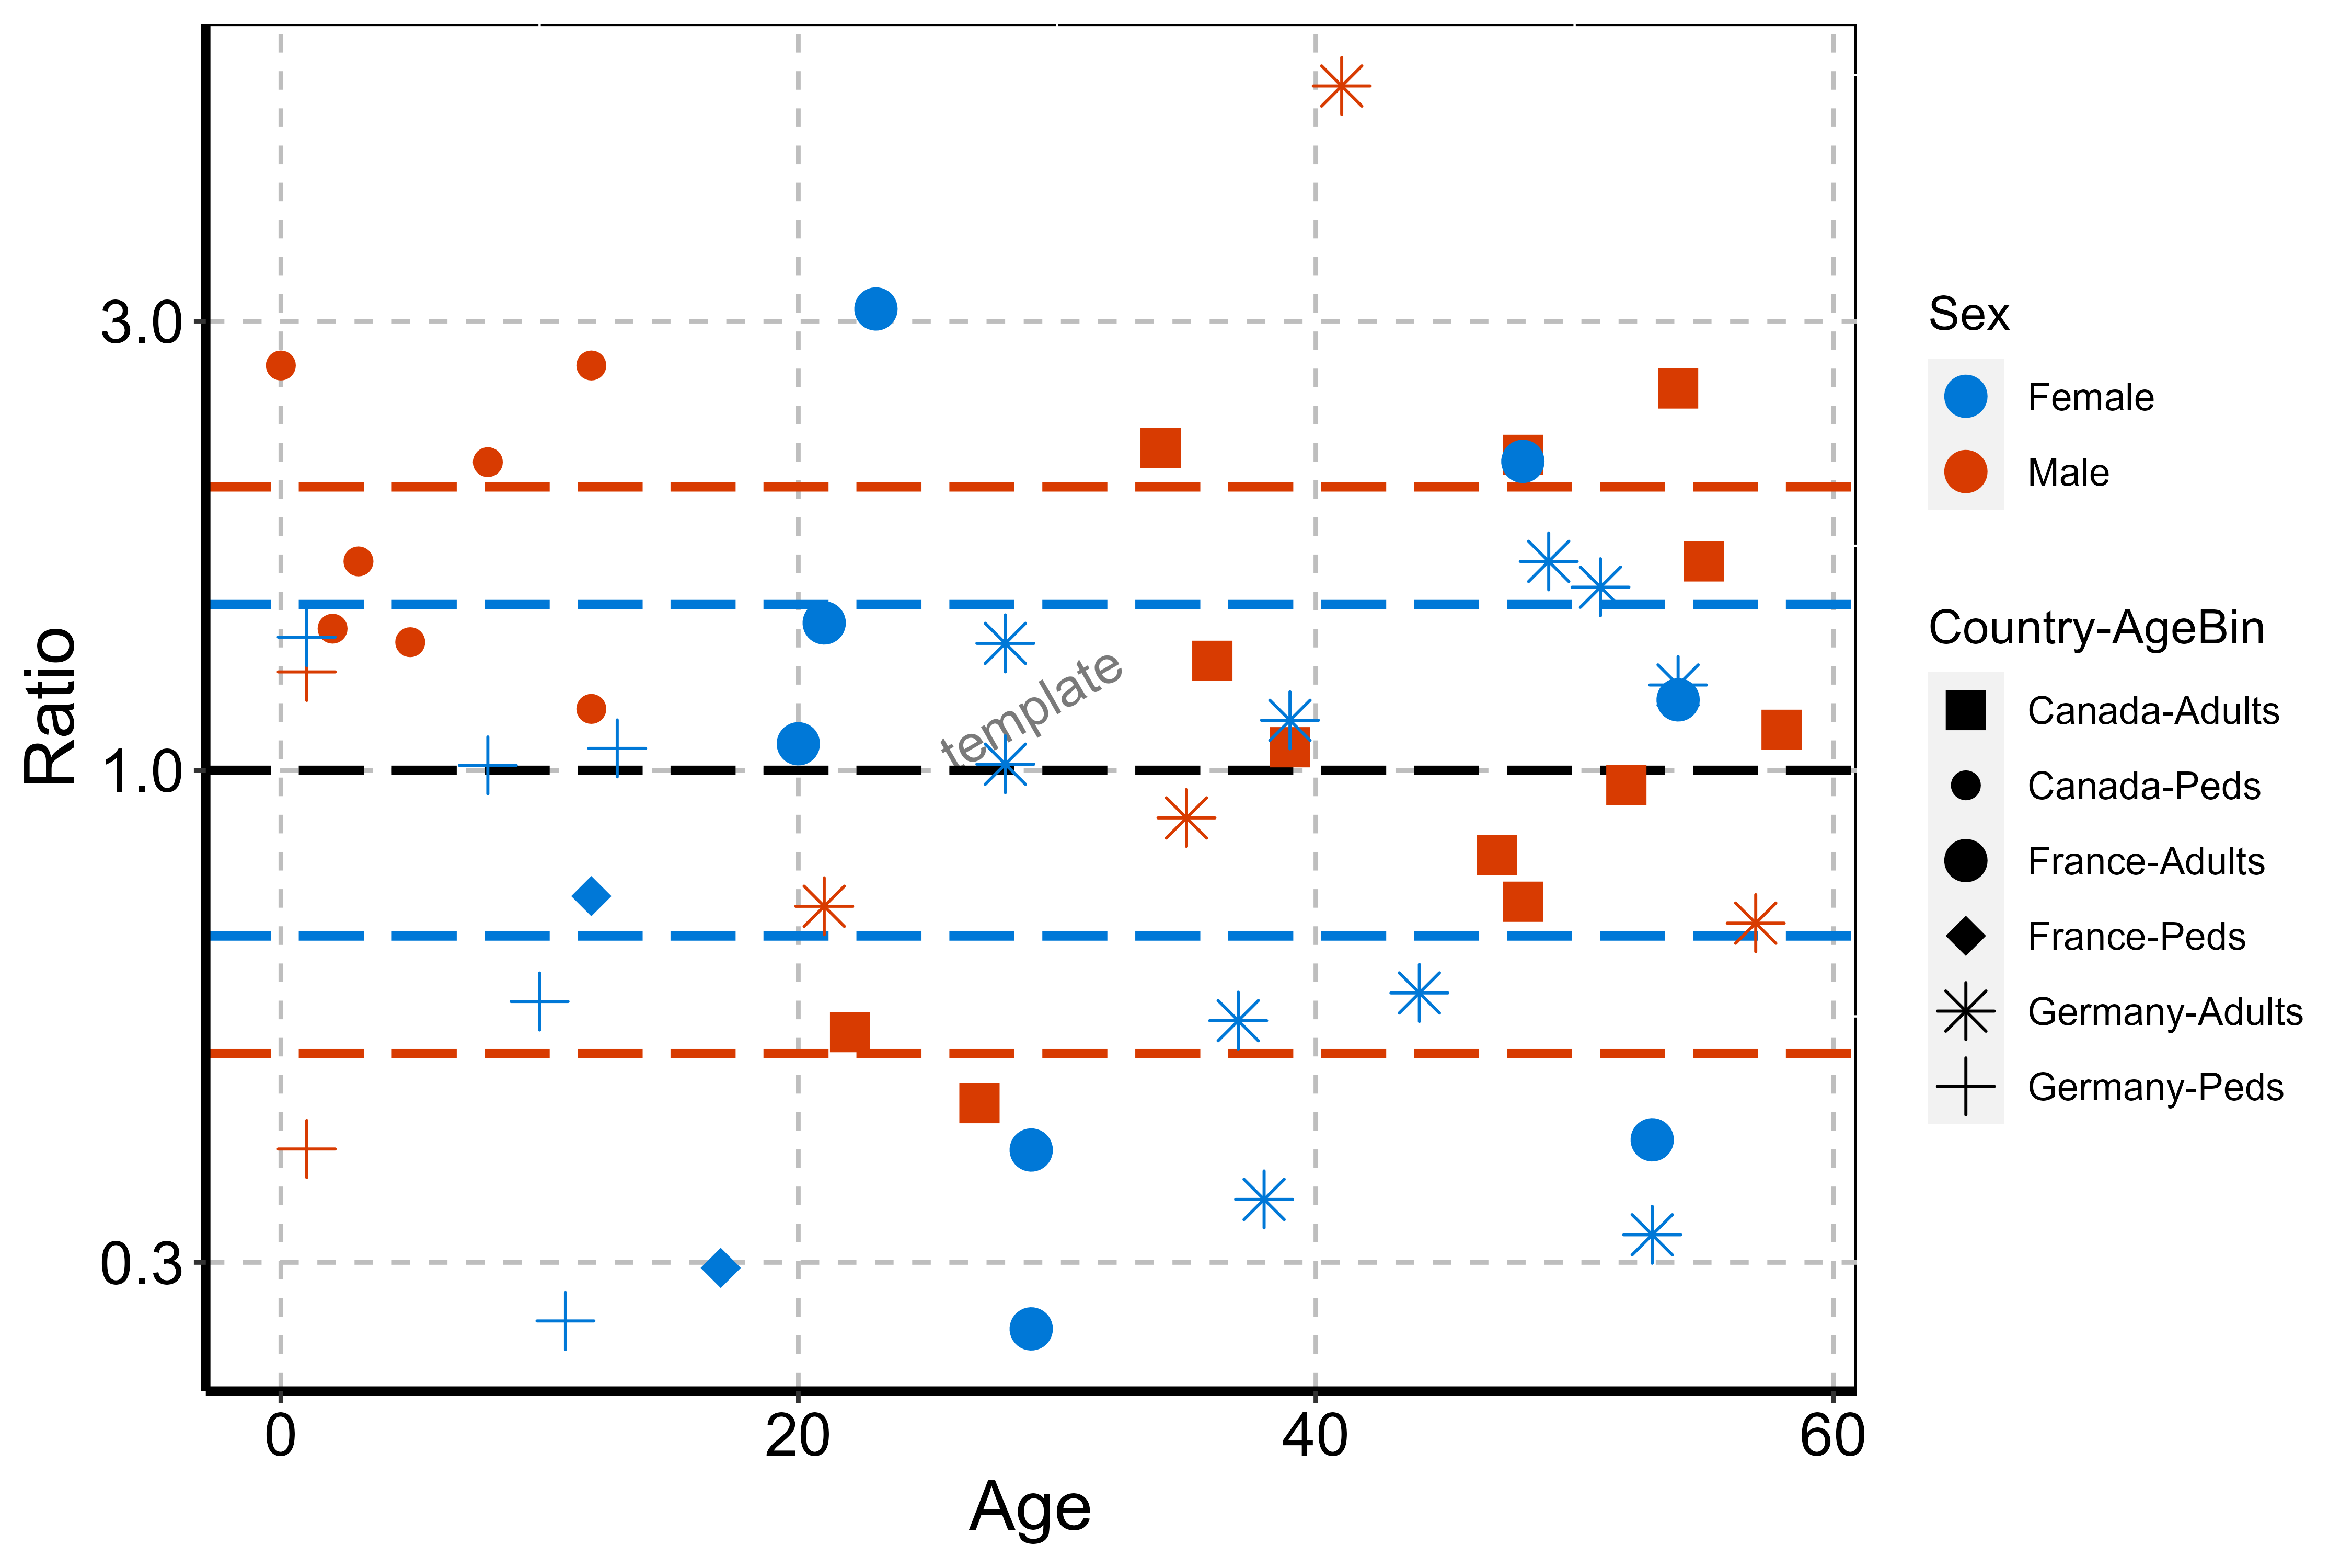 3.0
1.0
0.3
Ratio
0
20
40
60
Age
template
Sex
Female
Male
Country-AgeBin
Canada-Adults
Canada-Peds
France-Adults
France-Peds
Germany-Adults
Germany-Peds